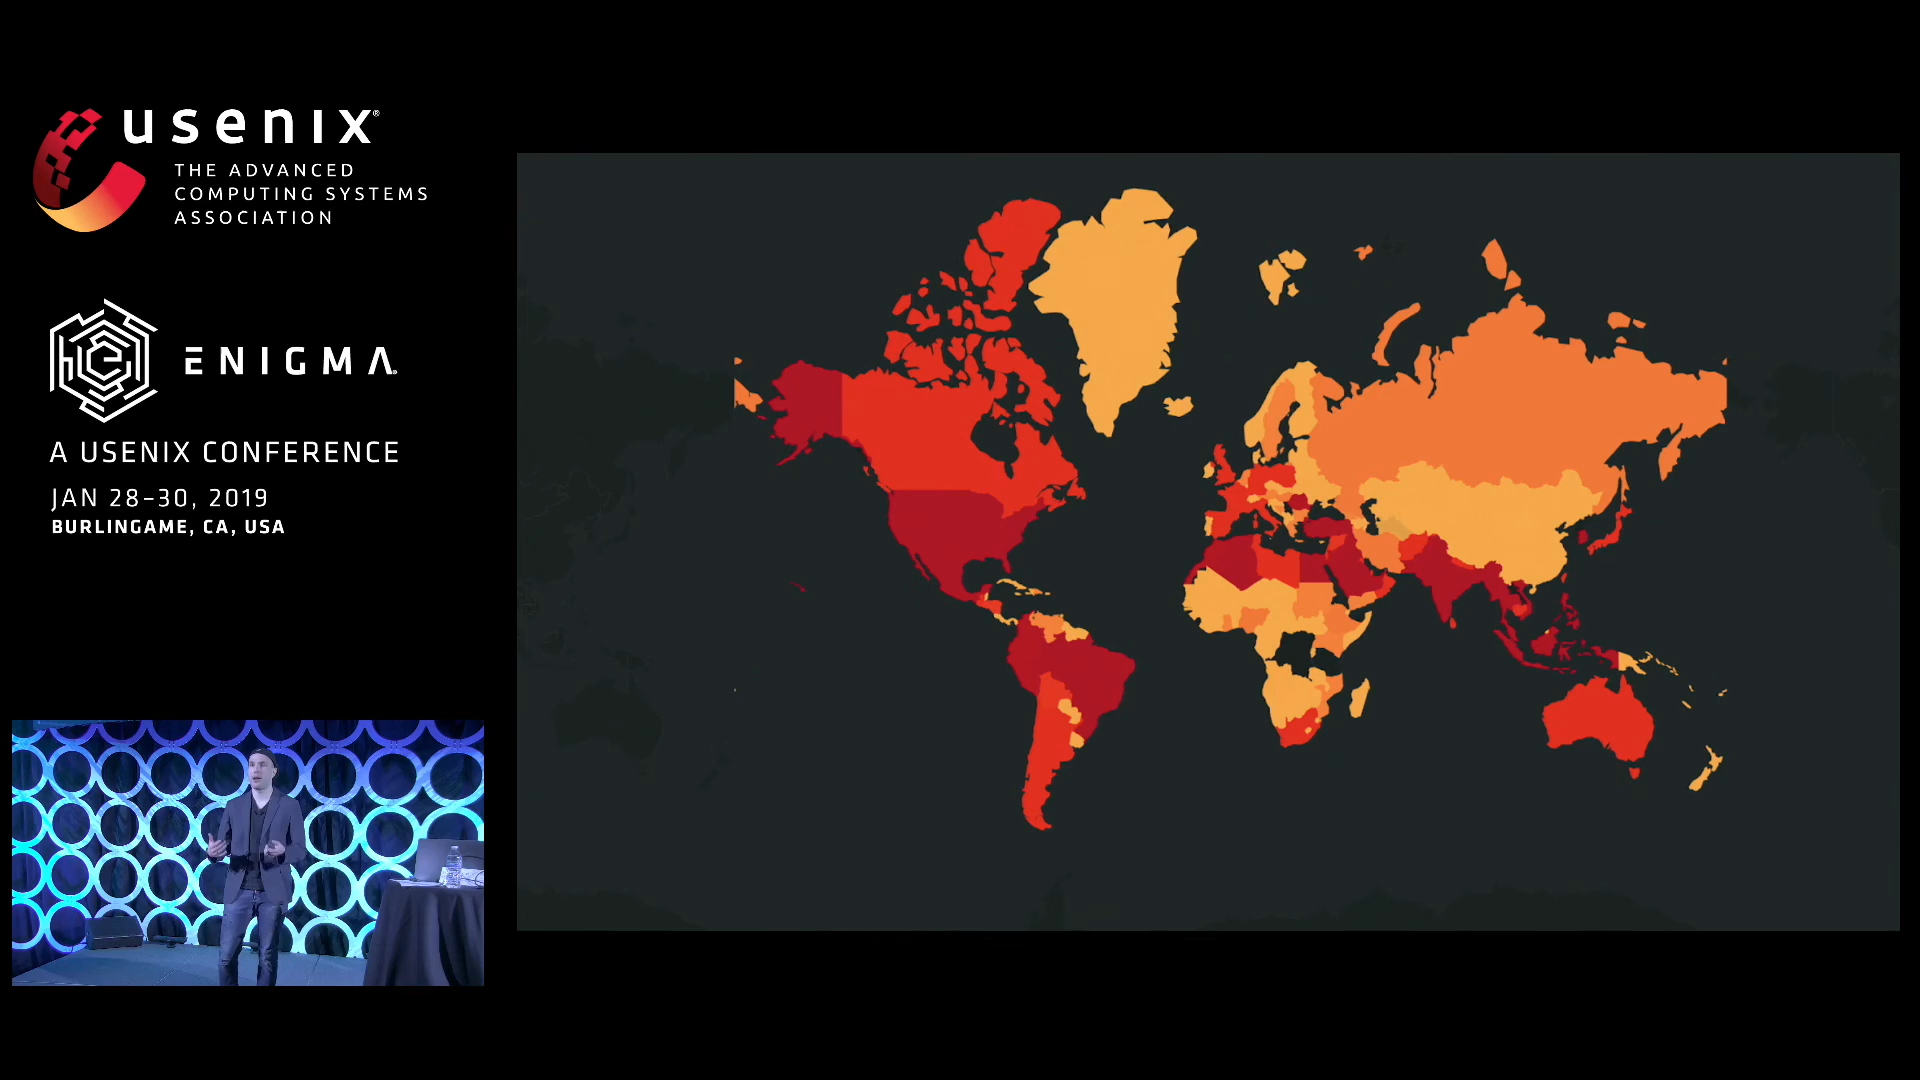 usenix®
THE ADVANCED
COMPUTING SYSTEMS
ASSOCIATION
ENIGMA®
A USENIX CONFERENCE
JAN 28–30, 2019
BURLINGAME, CA, USA